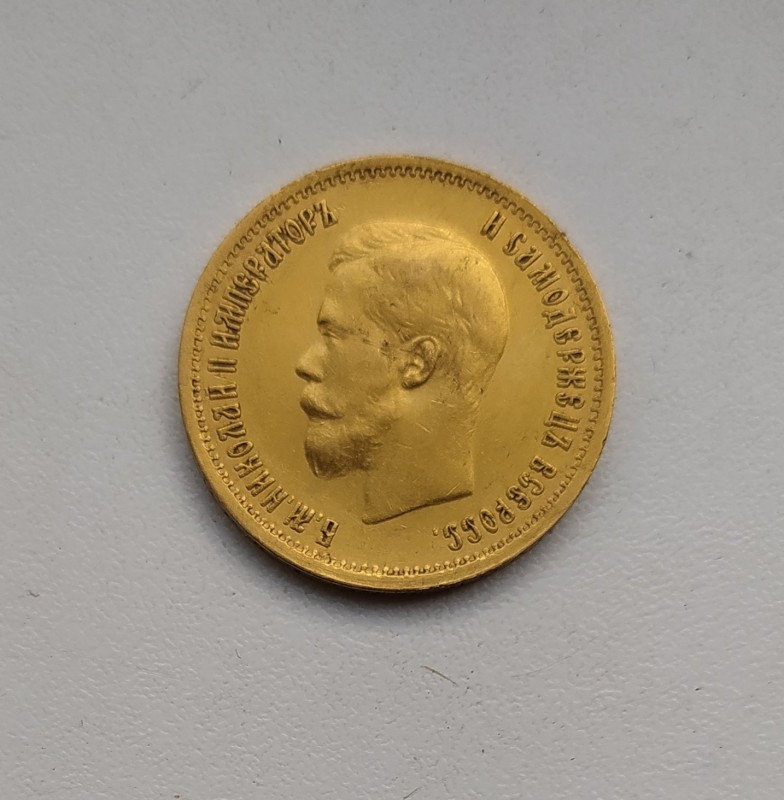 Б. М. НИКОЛАЙ II ИМПЕРАТОРЪ
И САМОДЕРЖЕЦЪ ВСЕРОСС.